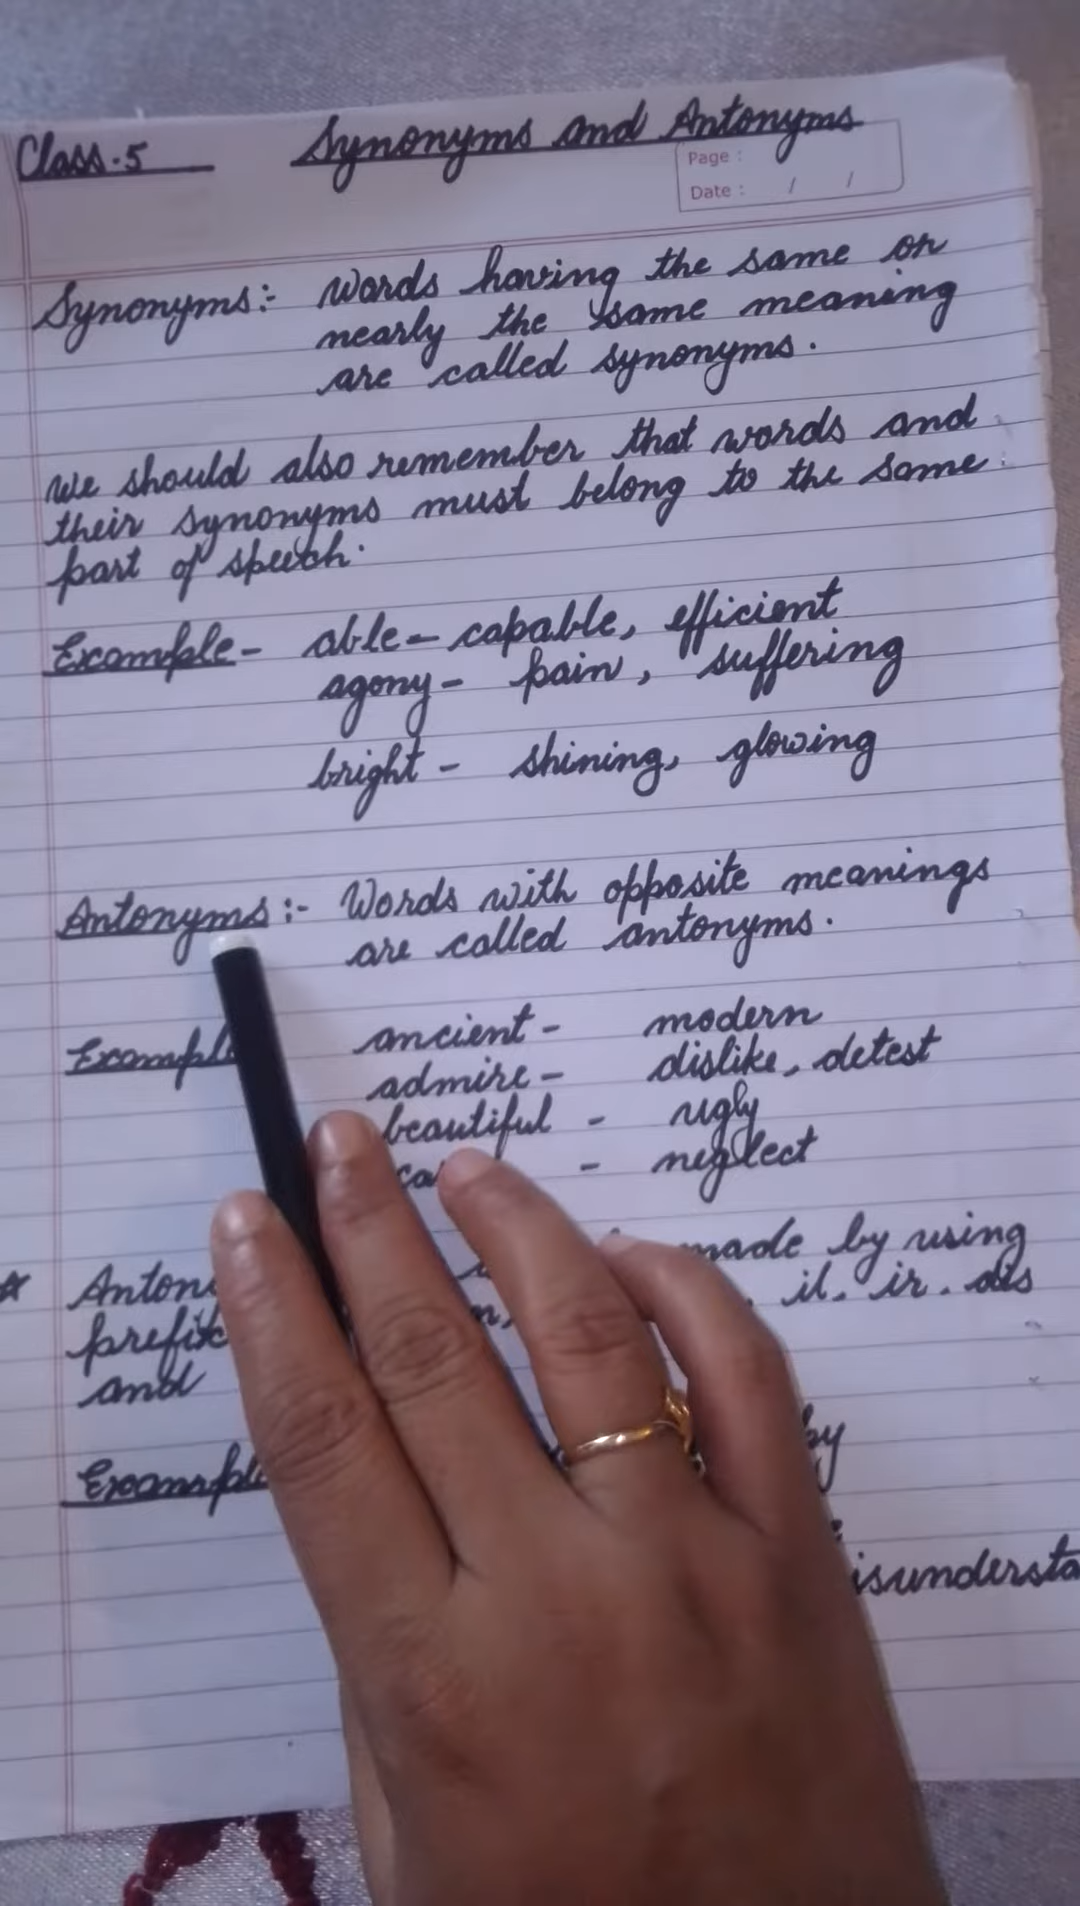 Class.5 Synonyms and Antonyms
Page :
Date : / /
Synonyms:- words having the same or
nearly the same meaning
are called synonyms.
we should also remember that words and
their synonyms must belong to the same
part of speech.
Example - able - capable, efficient
agony - pain, suffering
bright - shining, glowing
Antonyms :- Words with opposite meanings
are called antonyms.
ancient - modern
admire - dislike, detest
beautiful - ugly
- neglect
made by using
il, ir, dis
and